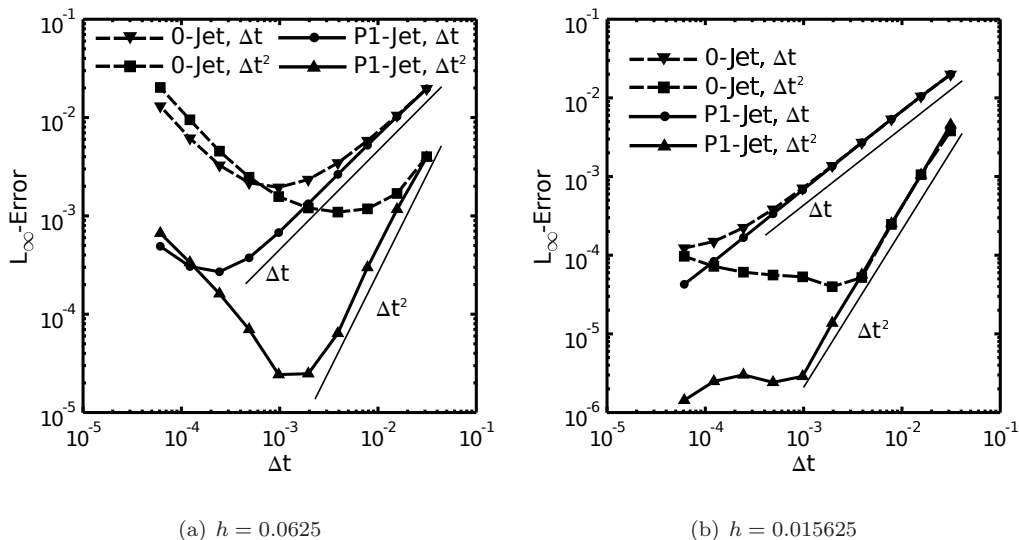 10^-1
10^-2
10^-3
10^-4
10^-5
L∞-Error
0-Jet, Δt
P1-Jet, Δt
0-Jet, Δt²
P1-Jet, Δt²
Δt
Δt²
10^-5
10^-4
10^-3
10^-2
10^-1
Δt
(a) h = 0.0625
10^-1
10^-2
10^-3
10^-4
10^-5
10^-6
L∞-Error
0-Jet, Δt
0-Jet, Δt²
P1-Jet, Δt
P1-Jet, Δt²
Δt
Δt²
10^-5
10^-4
10^-3
10^-2
10^-1
Δt
(b) h = 0.015625